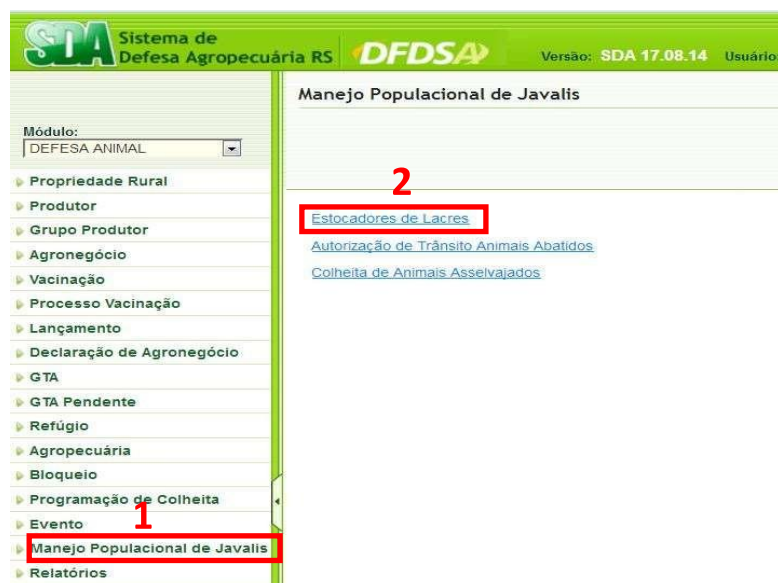 SDA
Sistema de
Defesa Agropecuária RS
DFDSA
Versão: SDA 17.08.14
Usuário:
Manejo Populacional de Javalis
Módulo:
DEFESA ANIMAL
Propriedade Rural
Produtor
Grupo Produtor
Agronegócio
Vacinação
Processo Vacinação
Lançamento
Declaração de Agronegócio
GTA
GTA Pendente
Refúgio
Agropecuária
Bloqueio
Programação de Colheita
Evento
1
Manejo Populacional de Javalis
Relatórios
2
Estocadores de Lacres
Autorização de Trânsito Animais Abatidos
Colheita de Animais Asselvajados